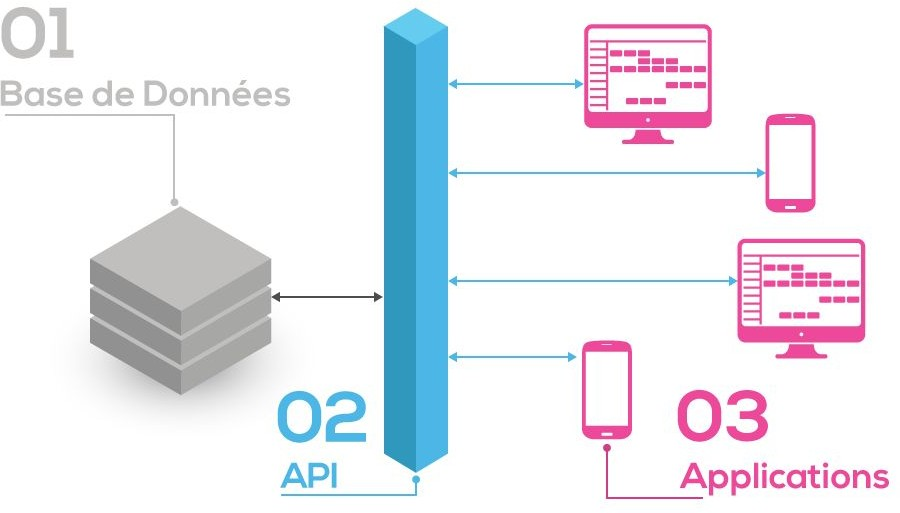 01
Base de Données
02
API
03
Applications